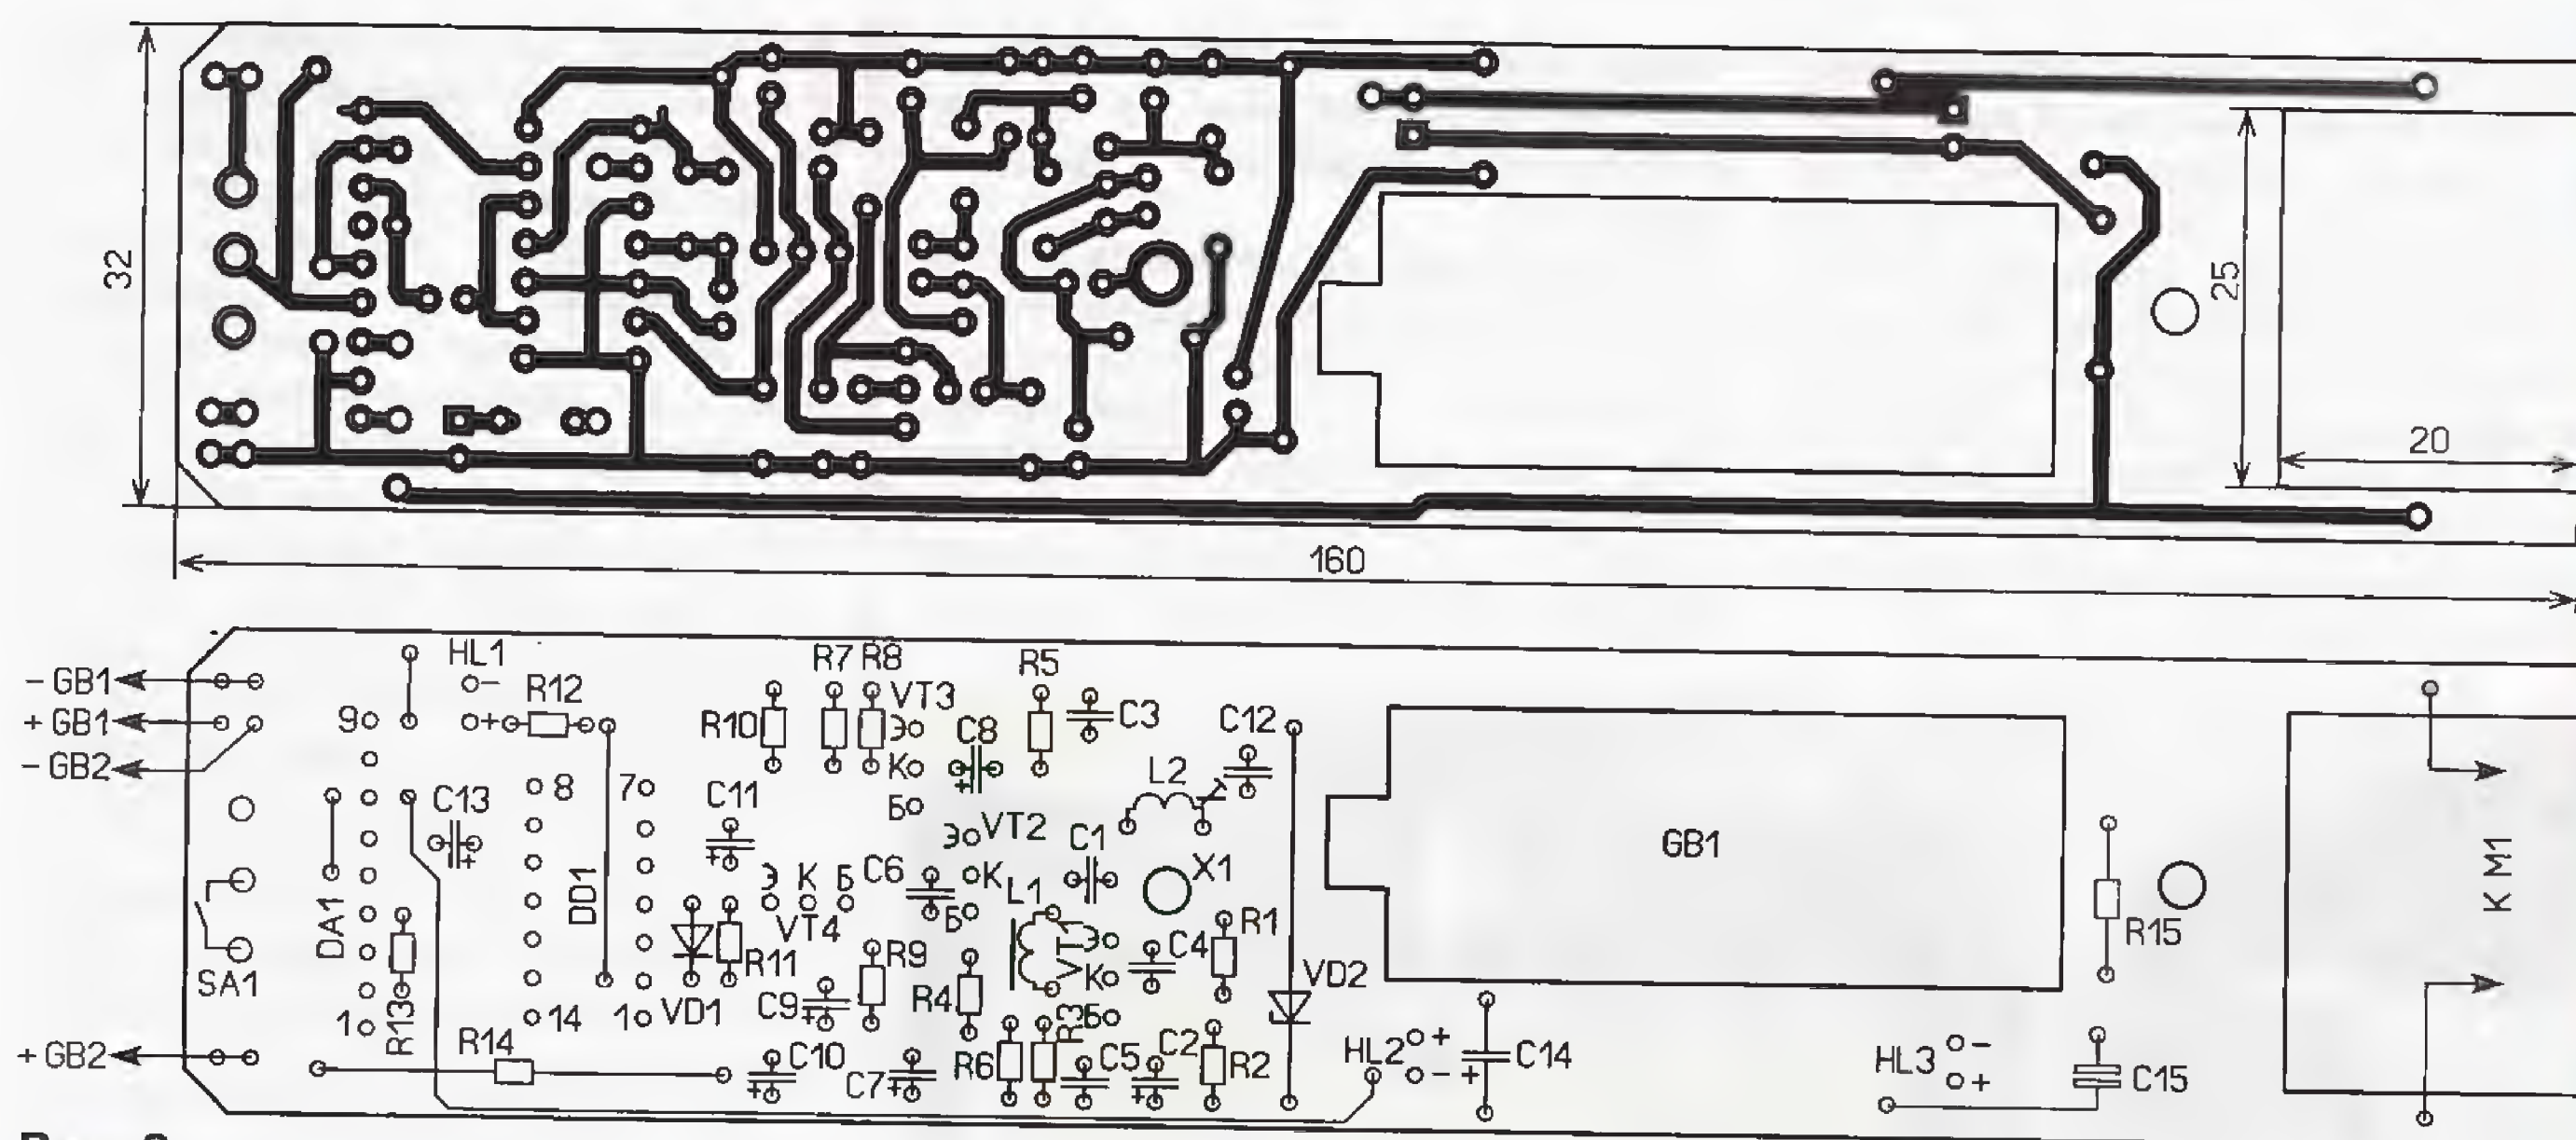 32
25
20
160
HL1
R7 R8
R5
- GB1
R12
VT3
+ GB1
9
+
-
R10
Э
C8
C3
C12
- GB2
К
+
L2
8
7
C13
C11
Б
+
+
Э
VT2
C1
GB1
К M1
DA1
DD1
Э К Б
C6
К
L1
X1
VT4
Б
R1
VT1
Э
R15
SA1
R11
R9
C4
К
VD2
R13
1
14
1
VD1
C9
+
R4
R3
Б
R14
C10
+
C7
+
R6
C5
C2
+
R2
HL2
+
-
+
C14
HL3
-
+
C15
+ GB2